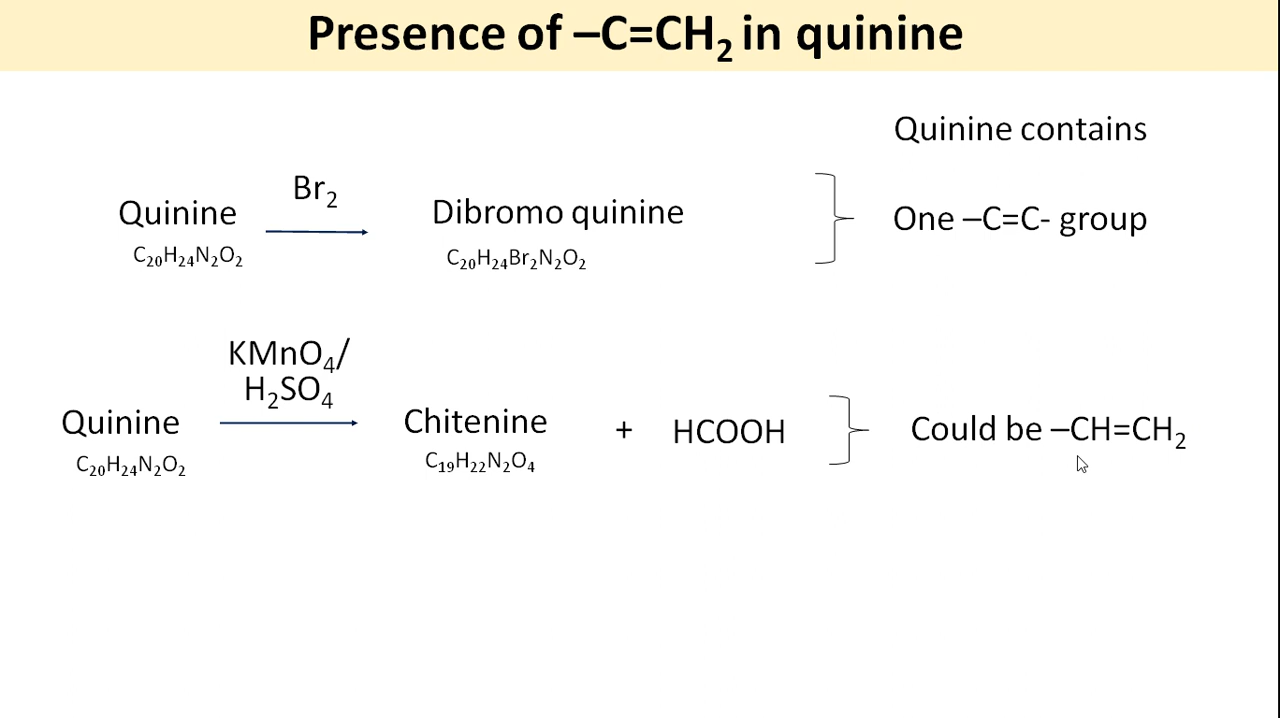 Presence of –C=CH₂ in quinine
Quinine contains
Br₂
Quinine Dibromo quinine One –C=C- group
C₂₀H₂₄N₂O₂ C₂₀H₂₄Br₂N₂O₂
KMnO₄/
H₂SO₄
Quinine Chitenine + HCOOH Could be –CH=CH₂
C₂₀H₂₄N₂O₂ C₁₉H₂₂N₂O₄